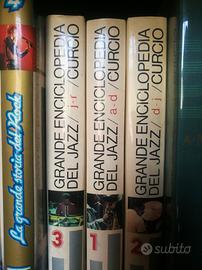 La grande storia del Rock
GRANDE ENCICLOPEDIA
DEL JAZZ / j-r / CURCIO
3
GRANDE ENCICLOPEDIA
DEL JAZZ / a-d / CURCIO
1
GRANDE ENCICLOPEDIA
DEL JAZZ / d-j / CURCIO
2
subito